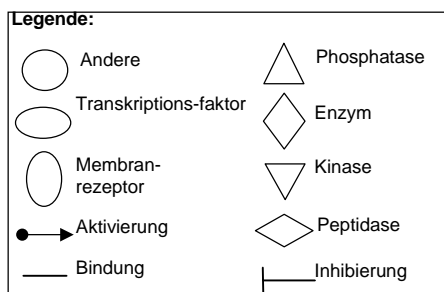 Legende:
Andere
Transkriptions-faktor
Membran-
rezeptor
Aktivierung
Bindung
Phosphatase
Enzym
Kinase
Peptidase
Inhibierung